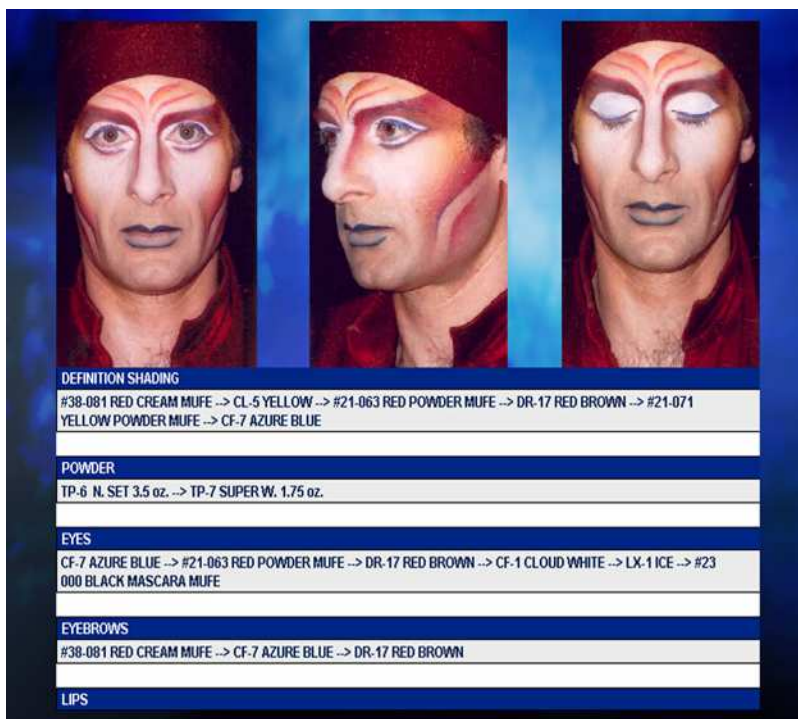 DEFINITION SHADING
#38-081 RED CREAM MUFE --> CL-5 YELLOW --> #21-063 RED POWDER MUFE --> DR-17 RED BROWN --> #21-071
YELLOW POWDER MUFE --> CF-7 AZURE BLUE
POWDER
TP-6 N. SET 3.5 oz. --> TP-7 SUPER W. 1.75 oz.
EYES
CF-7 AZURE BLUE --> #21-063 RED POWDER MUFE --> DR-17 RED BROWN --> CF-1 CLOUD WHITE --> LX-1 ICE --> #23
000 BLACK MASCARA MUFE
EYEBROWS
#38-081 RED CREAM MUFE --> CF-7 AZURE BLUE --> DR-17 RED BROWN
LIPS